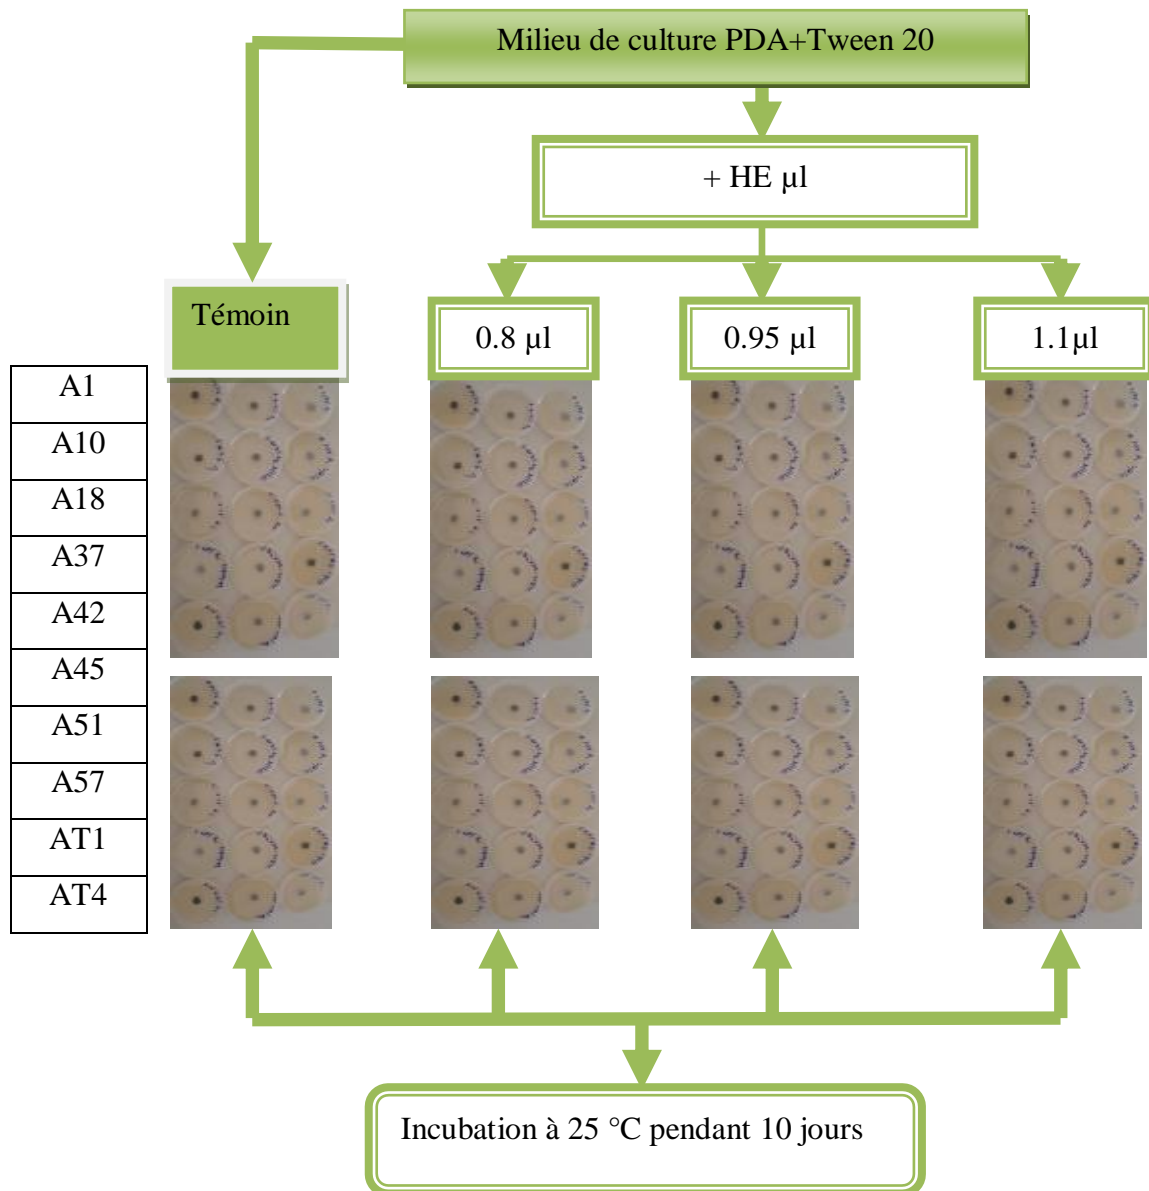 Milieu de culture PDA+Tween 20
+ HE µl
Témoin
0.8 µl
0.95 µl
1.1µl
A1
A10
A18
A37
A42
A45
A51
A57
AT1
AT4
Incubation à 25 °C pendant 10 jours